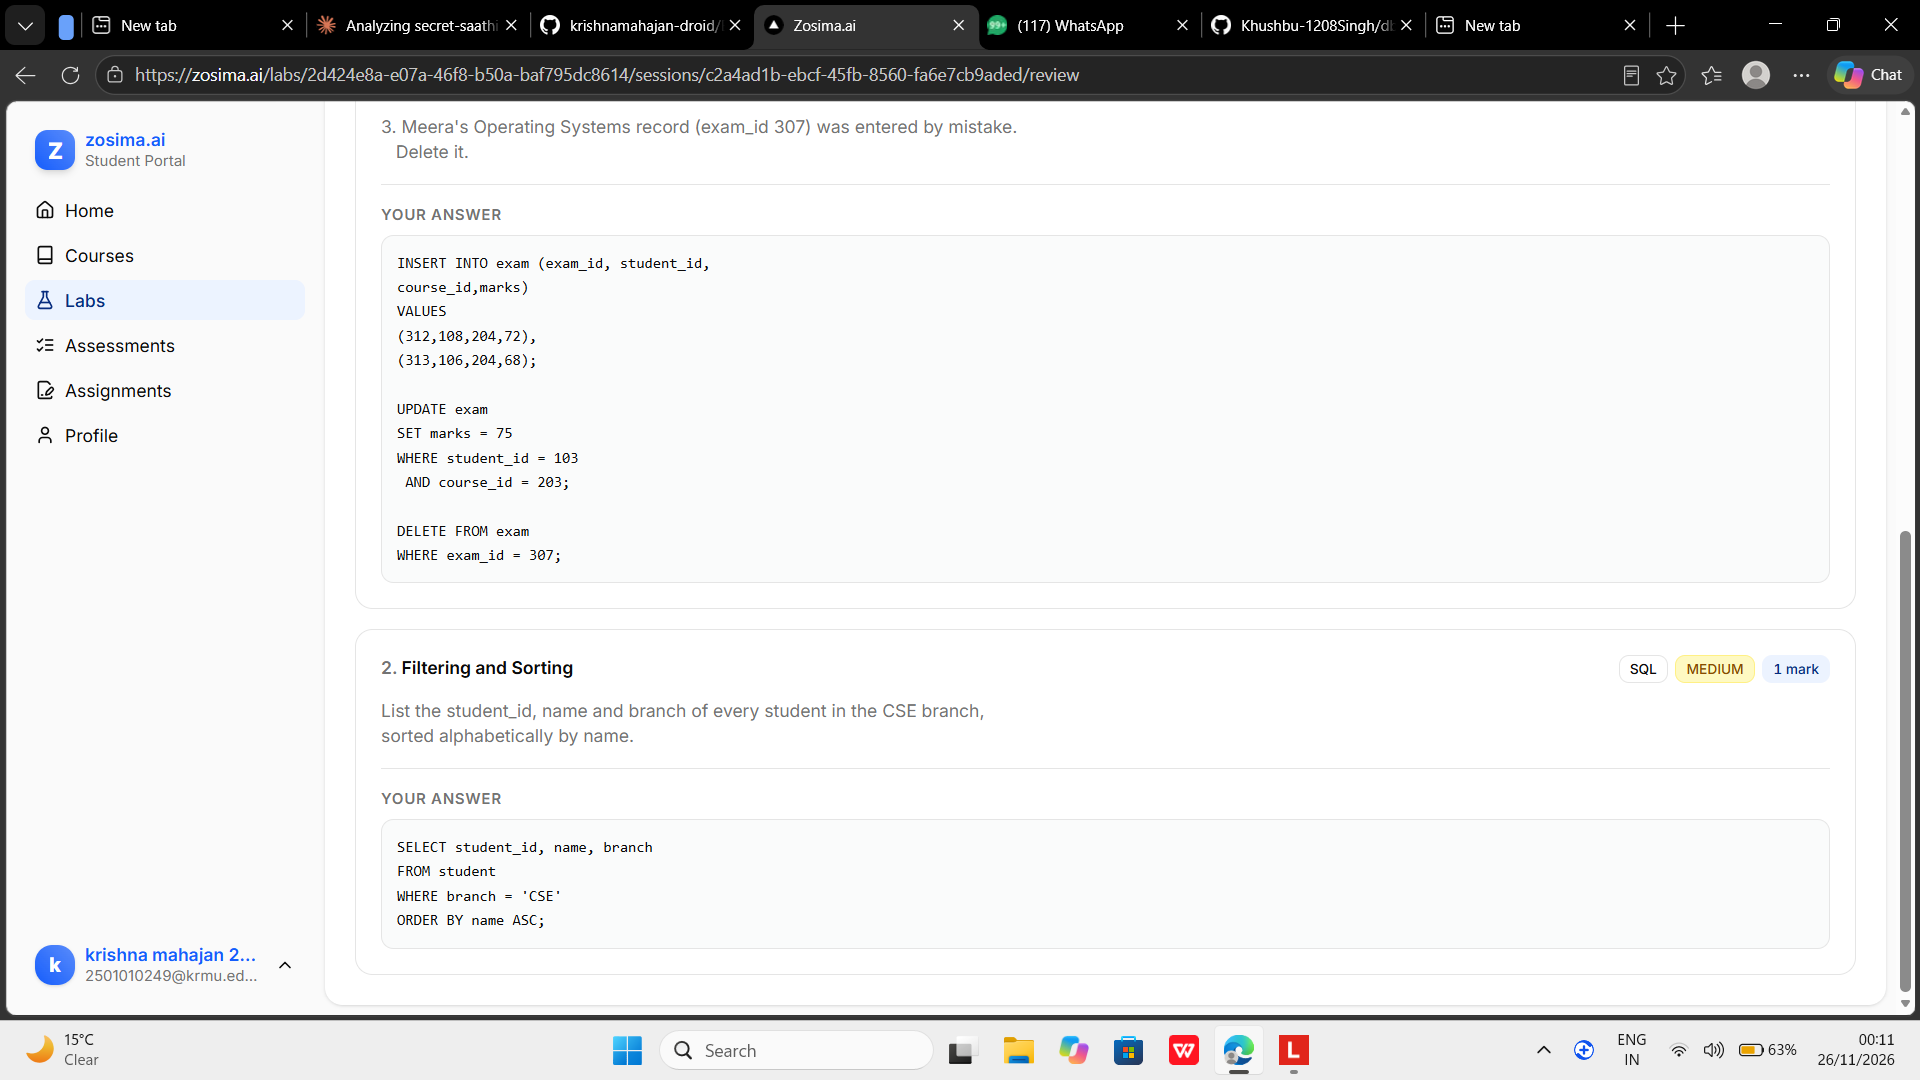 New tab
Analyzing secret-saathi
krishnamahajan-droid/
Zosima.ai
(117) WhatsApp
Khushbu-1208Singh/db
New tab
https://zosima.ai/labs/2d424e8a-e07a-46f8-b50a-baf795dc8614/sessions/c2a4ad1b-ebcf-45fb-8560-fa6e7cb9aded/review
Chat
Z
zosima.ai
Student Portal
Home
Courses
Labs
Assessments
Assignments
Profile
3. Meera's Operating Systems record (exam_id 307) was entered by mistake.
Delete it.
YOUR ANSWER
INSERT INTO exam (exam_id, student_id,
course_id,marks)
VALUES
(312,108,204,72),
(313,106,204,68);
UPDATE exam
SET marks = 75
WHERE student_id = 103
AND course_id = 203;
DELETE FROM exam
WHERE exam_id = 307;
2. Filtering and Sorting
SQL MEDIUM 1 mark
List the student_id, name and branch of every student in the CSE branch,
sorted alphabetically by name.
YOUR ANSWER
SELECT student_id, name, branch
FROM student
WHERE branch = 'CSE'
ORDER BY name ASC;
k
krishna mahajan 2...
2501010249@krmu.ed...
15°C
Clear
Search
W
L
ENG
IN
63%
00:11
26/11/2026